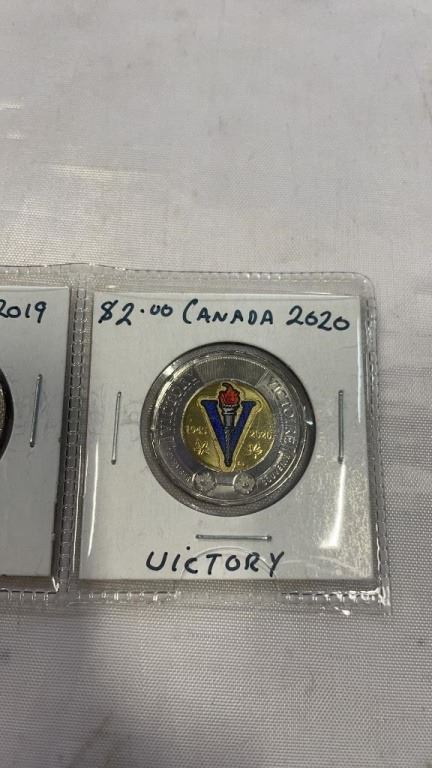 2019
$2.00 CANADA 2020
VICTORY VICTOIRE
1945 2020
VICTORY